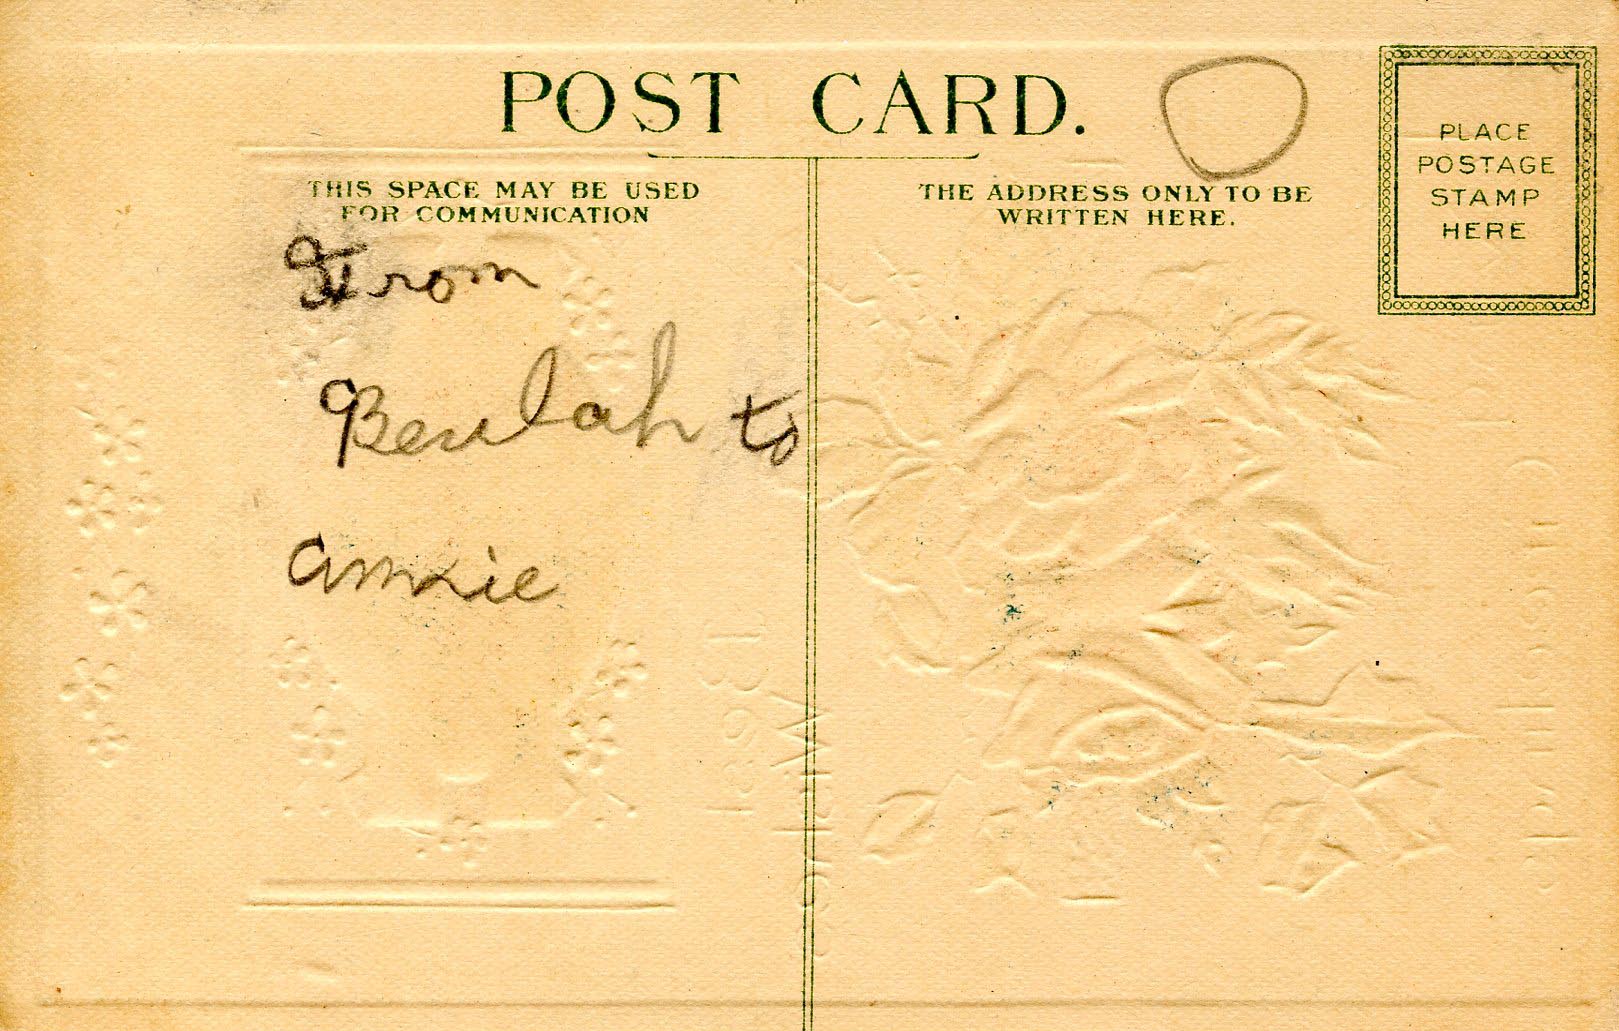 POST CARD.
THIS SPACE MAY BE USED
FOR COMMUNICATION
THE ADDRESS ONLY TO BE
WRITTEN HERE.
PLACE
POSTAGE
STAMP
HERE
From
Beulah to
annie